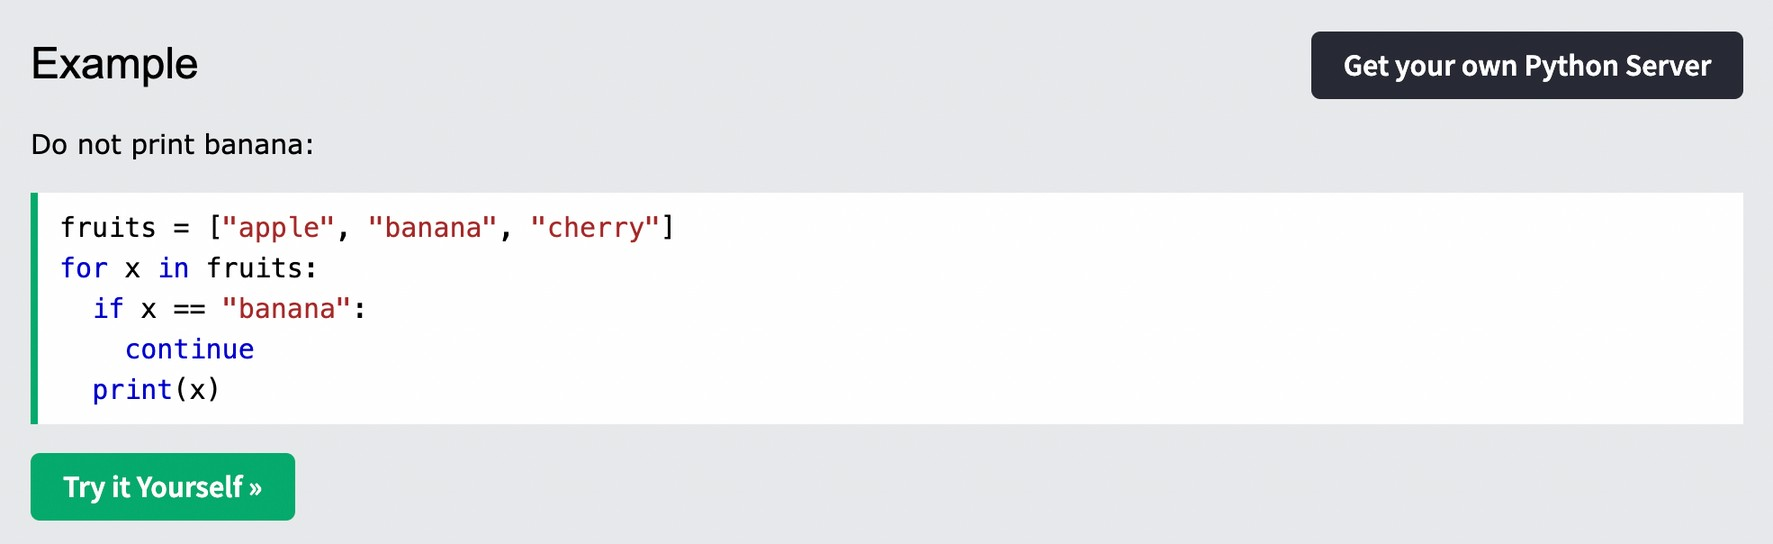 Example
Get your own Python Server
Do not print banana:
fruits = ["apple", "banana", "cherry"]
for x in fruits:
  if x == "banana":
    continue
  print(x)
Try it Yourself »